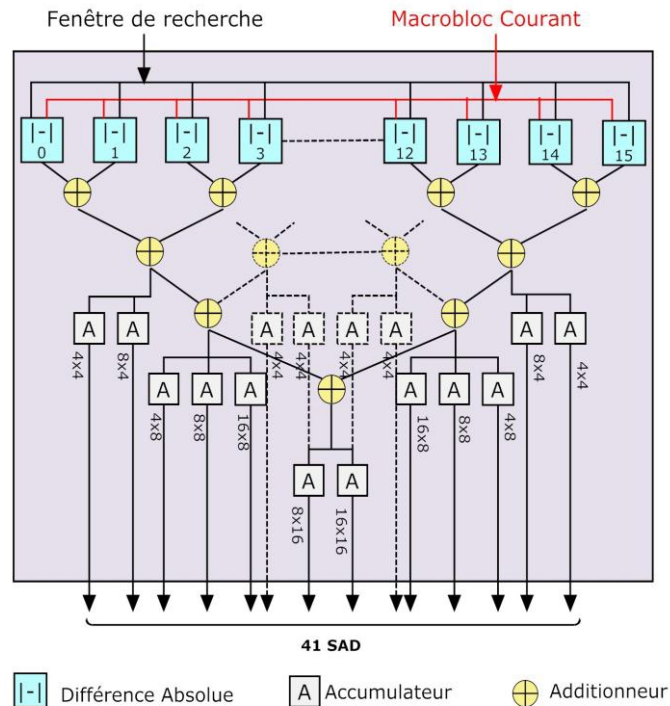 Fenêtre de recherche
Macrobloc Courant
|-| |-| |-| |-| |-| |-| |-| |-|
0 1 2 3 12 13 14 15
A A A A A A A A
4x4 8x4 4x4 4x4 4x4 4x4 8x4 4x4
A A A A A A
4x8 8x8 16x8 16x8 8x8 4x8
A A
8x16 16x16
41 SAD
|-| Différence Absolue
A Accumulateur
Additionneur